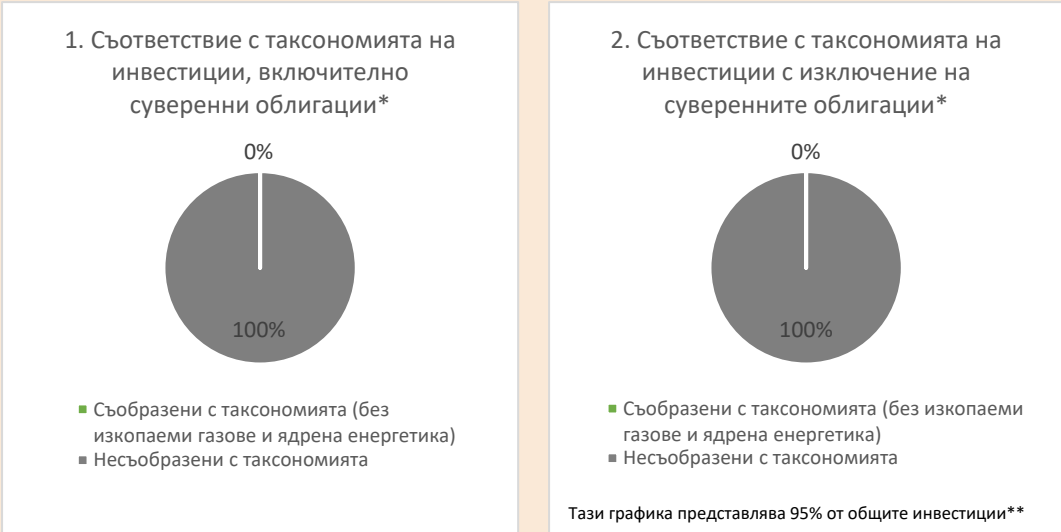 1. Съответствие с таксономията на
инвестиции, включително
суверенни облигации*
0%
100%
Съобразени с таксономията (без
изкопаеми газове и ядрена енергетика)
Несъобразени с таксономията
2. Съответствие с таксономията на
инвестиции с изключение на
суверенните облигации*
0%
100%
Съобразени с таксономията (без изкопаеми
газове и ядрена енергетика)
Несъобразени с таксономията
Тази графика представлява 95% от общите инвестиции**